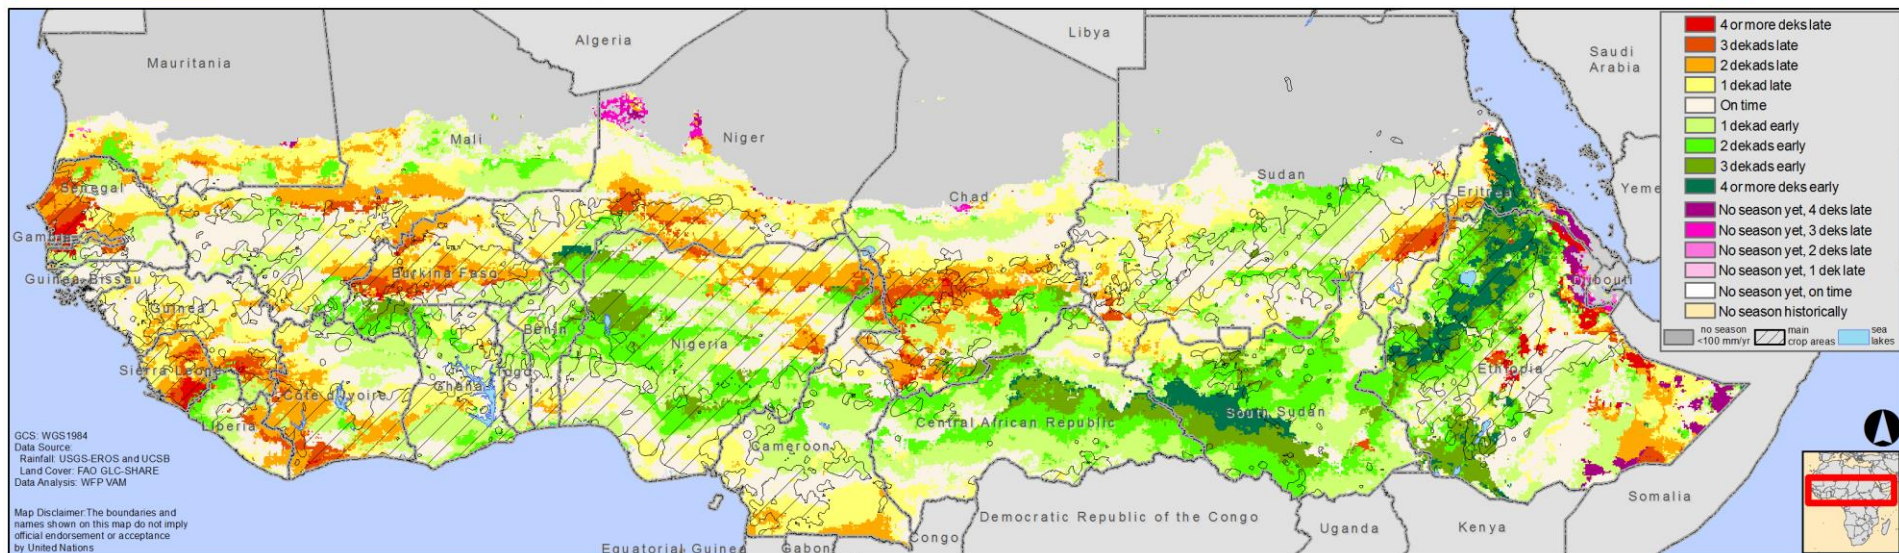 Algeria
Libya
Saudi
Arabia
Mauritania
Mali
Niger
Chad
Sudan
Eritrea
Yeme
Senegal
Gambia
Guinea-Bissau
Guinea
Burkina Faso
Benin
Nigeria
Djibouti
Sierra Leone
Côte d'Ivoire
Ghana
Togo
Ethiopia
Liberia
Cameroon
Central African Republic
South Sudan
Somalia
Democratic Republic of the Congo
Uganda
Kenya
Equatorial Guinea
Gabon
Congo
4 or more deks late
3 dekads late
2 dekads late
1 dekad late
On time
1 dekad early
2 dekads early
3 dekads early
4 or more deks early
No season yet, 4 deks late
No season yet, 3 deks late
No season yet, 2 deks late
No season yet, 1 dek late
No season yet, on time
No season historically
no season
<100 mm/yr
main
crop areas
sea
lakes
GCS: WGS1984
Data Source:
Rainfall: USGS-EROS and UCSB
Land Cover: FAO GLC-SHARE
Data Analysis: WFP VAM
Map Disclaimer:The boundaries and
names shown on this map do not imply
official endorsement or acceptance
by United Nations